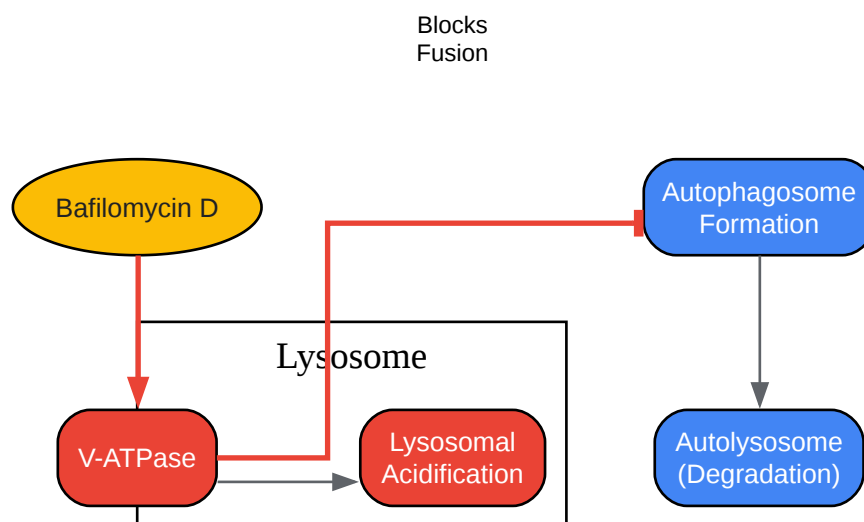 Blocks
Fusion
Bafilomycin D
Autophagosome
Formation
Lysosome
V-ATPase
Lysosomal
Acidification
Autolysosome
(Degradation)